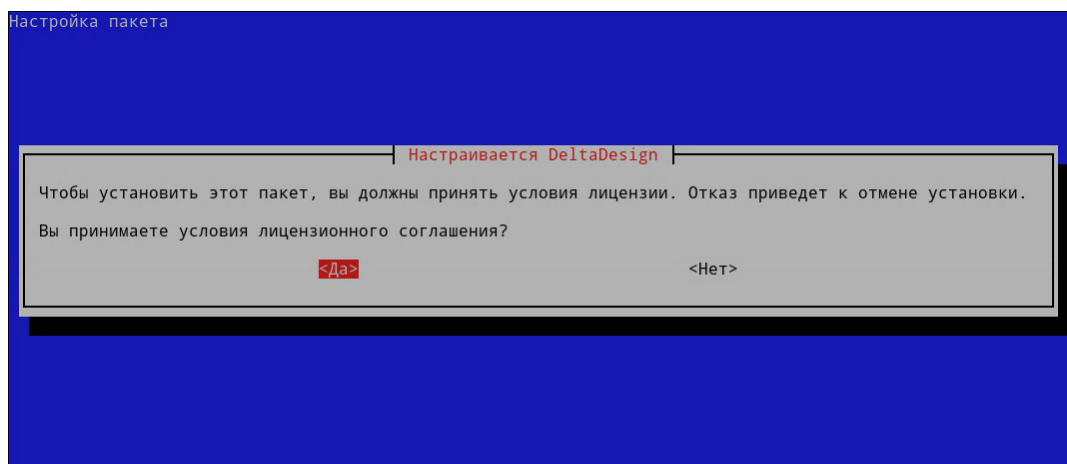 Настройка пакета
Настраивается DeltaDesign
Чтобы установить этот пакет, вы должны принять условия лицензии. Отказ приведет к отмене установки.
Вы принимаете условия лицензионного соглашения?
<Да> <Нет>